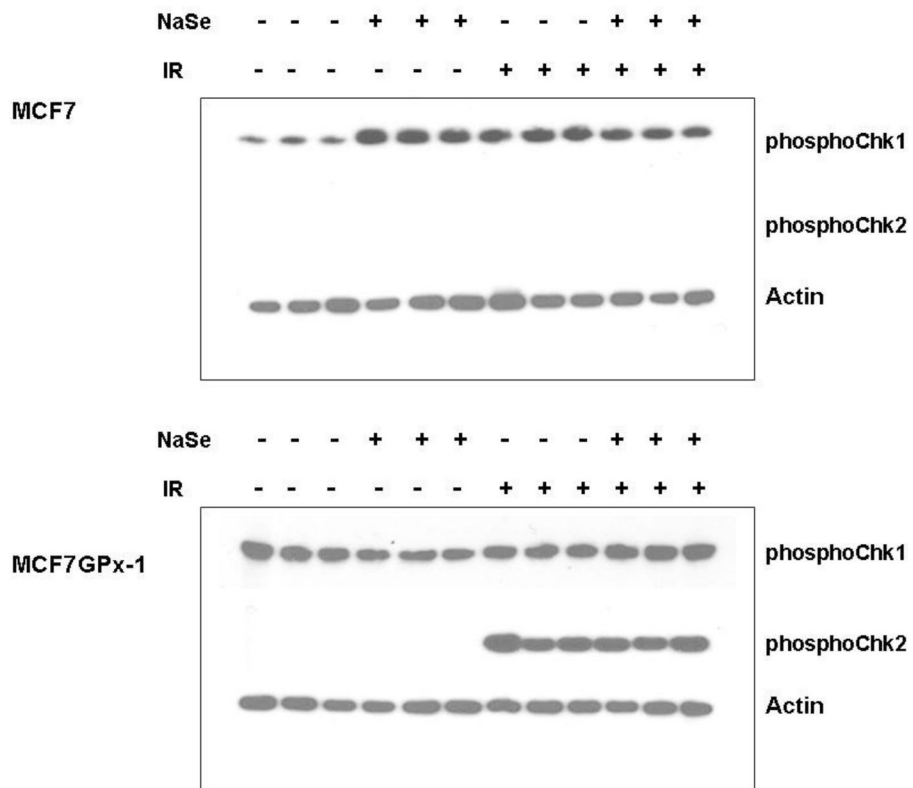 NaSe - - - + + + - - - + + +
IR - - - - - - + + + + + +
MCF7
phosphoChk1
phosphoChk2
Actin
NaSe - - - + + + - - - + + +
IR - - - - - - + + + + + +
MCF7GPx-1
phosphoChk1
phosphoChk2
Actin